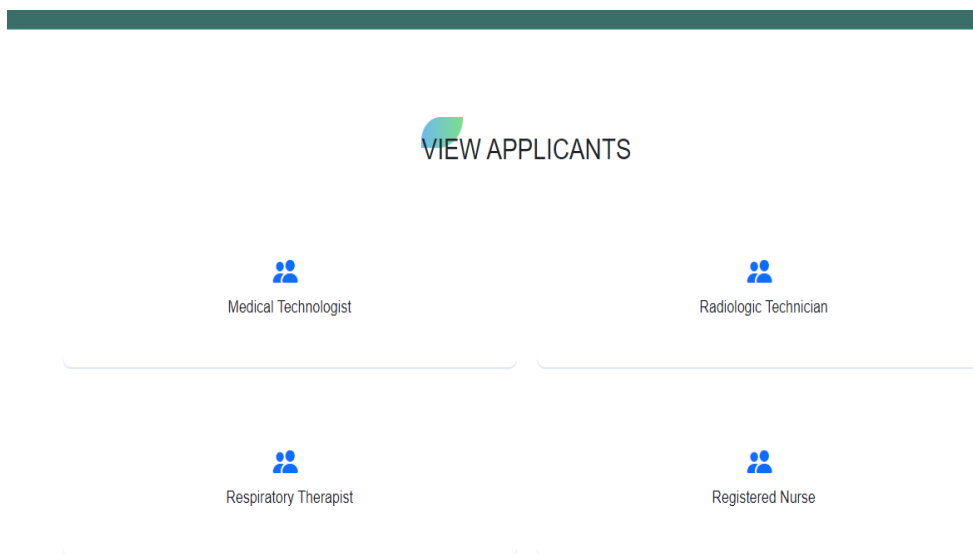 VIEW APPLICANTS
Medical Technologist
Radiologic Technician
Respiratory Therapist
Registered Nurse